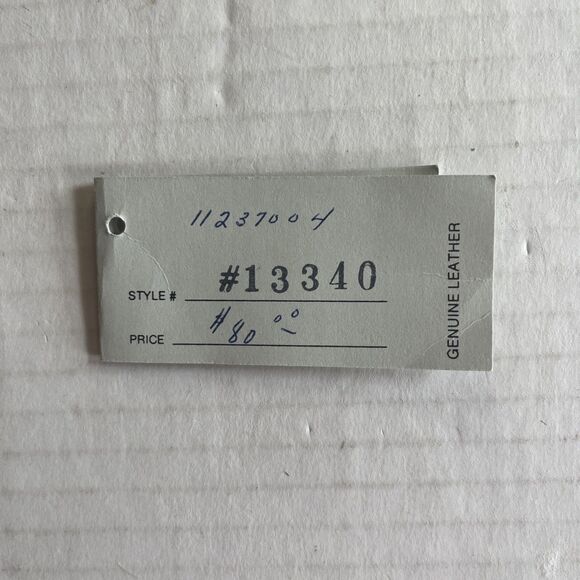 11237004
STYLE # #13340
PRICE $80.00
GENUINE LEATHER